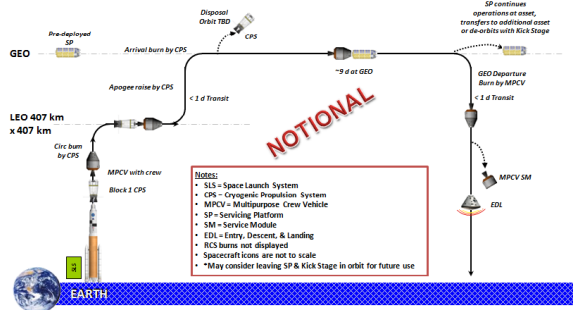 SP continues
operations at asset,
transfers to additional asset
or de-orbits with Kick Stage
Disposal
Orbit TBD
CPS
Pre-deployed
SP
GEO
Arrival burn by CPS
~9 d at GEO
GEO Departure
Burn by MPCV
Apogee raise by CPS
< 1 d Transit
< 1 d Transit
LEO 407 km
x 407 km
NOTIONAL
Circ burn
by CPS
MPCV with crew
Block 1 CPS
MPCV SM
EDL
Notes:
• SLS = Space Launch System
• CPS – Cryogenic Propulsion System
• MPCV = Multipurpose Crew Vehicle
• SP = Servicing Platform
• SM = Service Module
• EDL = Entry, Descent, & Landing
• RCS burns not displayed
• Spacecraft icons are not to scale
• *May consider leaving SP & Kick Stage in orbit for future use
SLS
EARTH